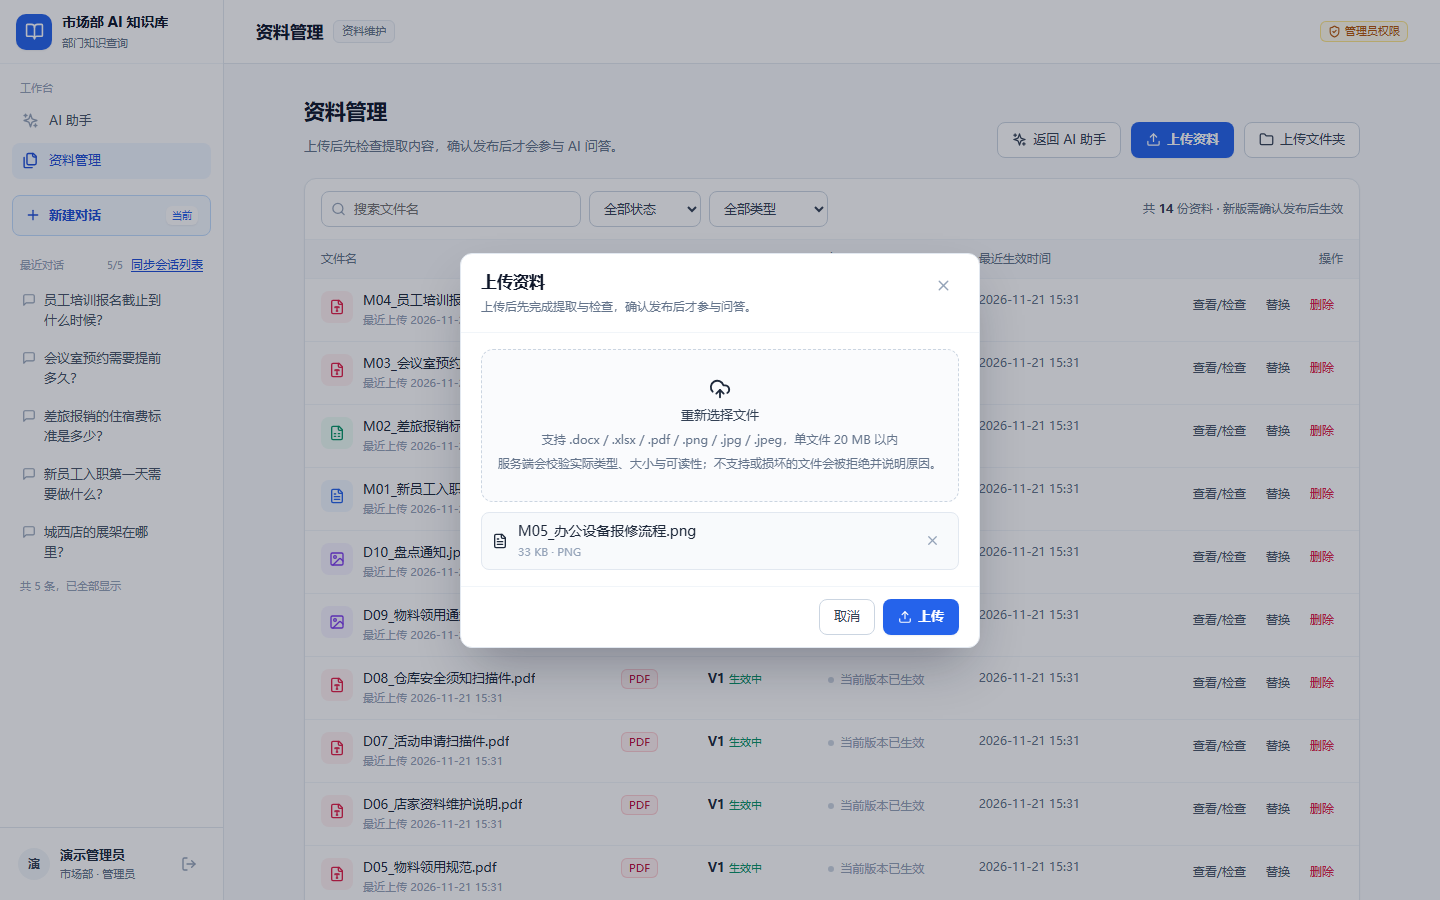 市场部 AI 知识库
部门知识查询
工作台
AI 助手
资料管理
新建对话 当前
最近对话 5/5 同步会话列表
员工培训报名截止到
什么时候？
会议室预约需要提前
多久？
差旅报销的住宿费标
准是多少？
新员工入职第一天需
要做什么？
城西店的展架在哪
里？
共 5 条，已全部显示
演 演示管理员
市场部 · 管理员
资料管理 资料维护
管理员权限
资料管理
上传后先检查提取内容，确认发布后才会参与 AI 问答。
返回 AI 助手 上传资料 上传文件夹
搜索文件名 全部状态 全部类型
共 14 份资料 · 新版需确认发布后生效
文件名 最近生效时间 操作
M04_员工培训报
最近上传 2026-11-
2026-11-21 15:31 查看/检查 替换 删除
M03_会议室预约
最近上传 2026-11-
2026-11-21 15:31 查看/检查 替换 删除
M02_差旅报销标
最近上传 2026-11-
2026-11-21 15:31 查看/检查 替换 删除
M01_新员工入职
最近上传 2026-11-
2026-11-21 15:31 查看/检查 替换 删除
D10_盘点通知.jp
最近上传 2026-11-
2026-11-21 15:31 查看/检查 替换 删除
D09_物料领用通
最近上传 2026-11-
2026-11-21 15:31 查看/检查 替换 删除
D08_仓库安全须知扫描件.pdf PDF V1 生效中 当前版本已生效 2026-11-21 15:31 查看/检查 替换 删除
最近上传 2026-11-21 15:31
D07_活动申请扫描件.pdf PDF V1 生效中 当前版本已生效 2026-11-21 15:31 查看/检查 替换 删除
最近上传 2026-11-21 15:31
D06_店家资料维护说明.pdf PDF V1 生效中 当前版本已生效 2026-11-21 15:31 查看/检查 替换 删除
最近上传 2026-11-21 15:31
D05_物料领用规范.pdf PDF V1 生效中 当前版本已生效 2026-11-21 15:31 查看/检查 替换 删除
最近上传 2026-11-21 15:31
上传资料
上传后先完成提取与检查，确认发布后才参与问答。
重新选择文件
支持 .docx / .xlsx / .pdf / .png / .jpg / .jpeg，单文件 20 MB 以内
服务端会校验实际类型、大小与可读性；不支持或损坏的文件会被拒绝并说明原因。
M05_办公设备报修流程.png
33 KB · PNG
取消 上传